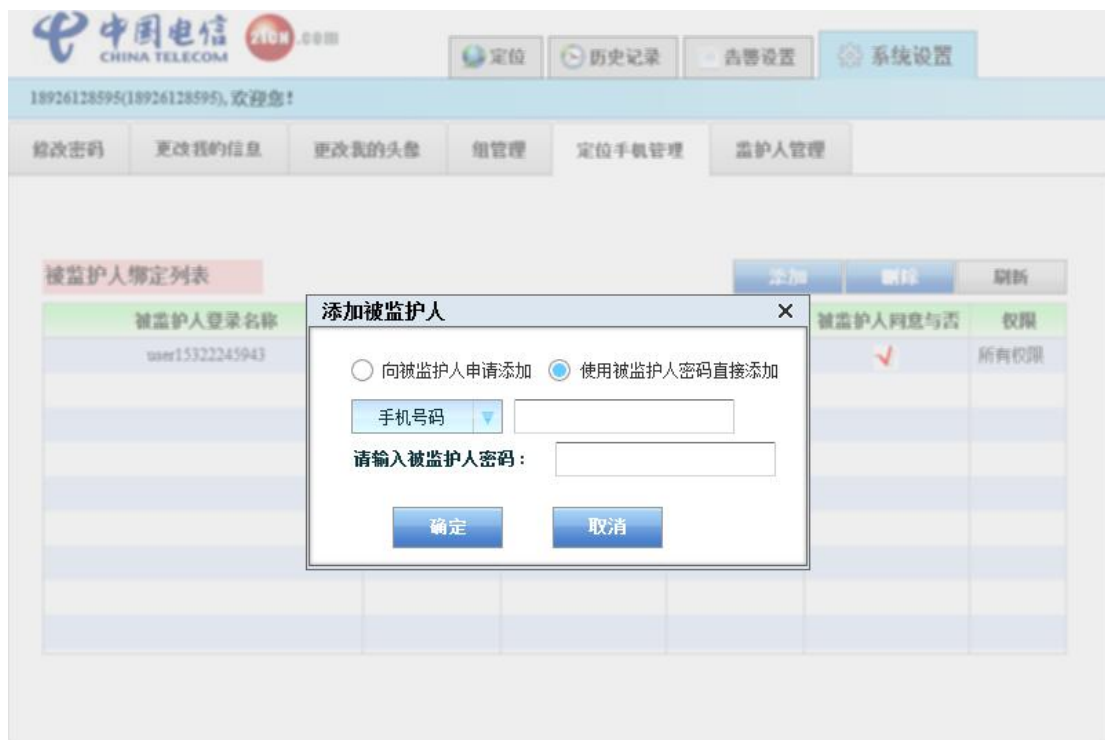 中国电信 21CN.com
CHINA TELECOM
定位 历史记录 告警设置 系统设置
18926128595(18926128595), 欢迎您!
修改密码 更改我的信息 更改我的头像 组管理 定位手机管理 监护人管理
被监护人绑定列表 添加 删除 刷新
被监护人登录名称 被监护人同意与否 权限
user15322245943 所有权限
添加被监护人
向被监护人申请添加 使用被监护人密码直接添加
手机号码
请输入被监护人密码:
确定 取消